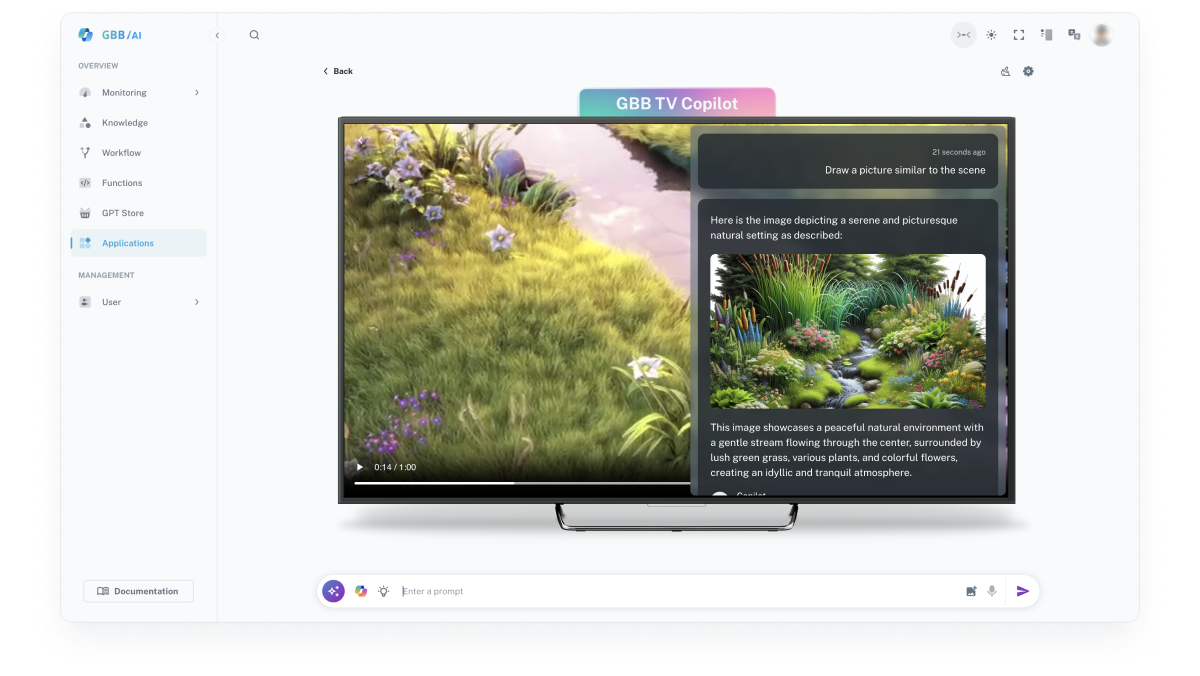 GBB/AI
OVERVIEW
Monitoring
Knowledge
Workflow
Functions
GPT Store
Applications
MANAGEMENT
User
Documentation
Back
GBB TV Copilot
21 seconds ago
Draw a picture similar to the scene
Here is the image depicting a serene and picturesque
natural setting as described:
This image showcases a peaceful natural environment with
a gentle stream flowing through the center, surrounded by
lush green grass, various plants, and colorful flowers,
creating an idyllic and tranquil atmosphere.
Copilot
0:14 / 1:00
Enter a prompt